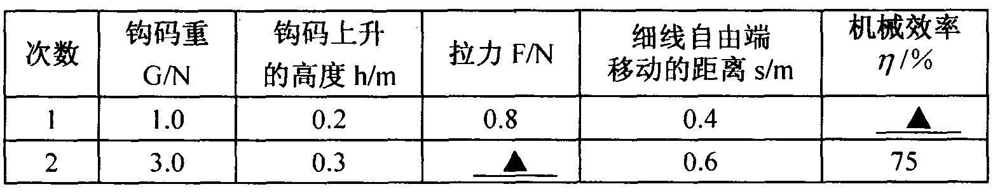 次数
钩码重
G/N
钩码上升
的高度 h/m
拉力 F/N
细线自由端
移动的距离 s/m
机械效率
η/%
1 1.0 0.2 0.8 0.4 ▲
2 3.0 0.3 ▲ 0.6 75